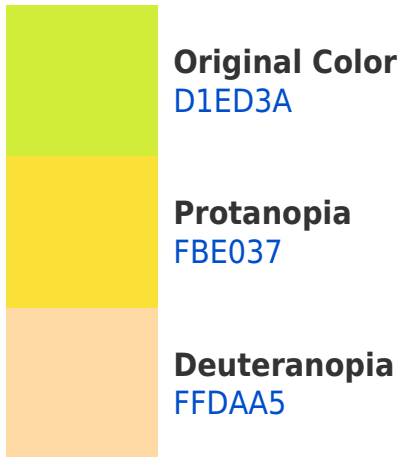 Original Color
D1ED3A
Protanopia
FBE037
Deuteranopia
FFDAA5